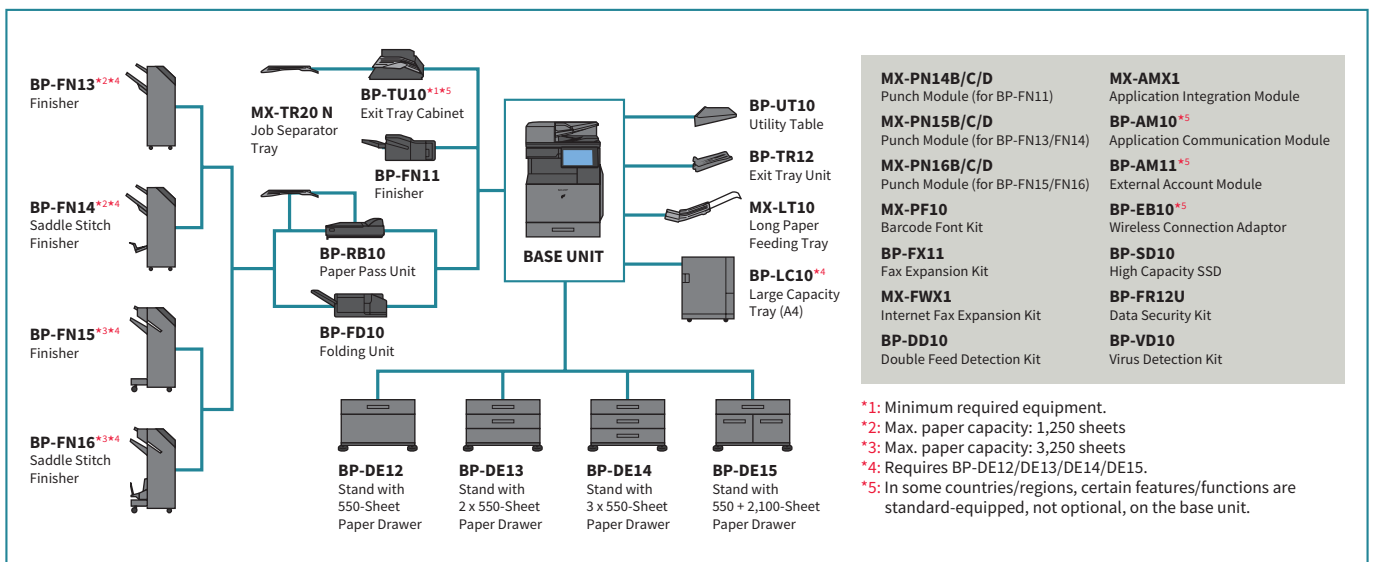 BP-FN13*2*4
Finisher
BP-FN14*2*4
Saddle Stitch
Finisher
BP-FN15*3*4
Finisher
BP-FN16*3*4
Saddle Stitch
Finisher
MX-TR20 N
Job Separator
Tray
BP-TU10*1*5
Exit Tray Cabinet
BP-FN11
Finisher
BP-RB10
Paper Pass Unit
BP-FD10
Folding Unit
BASE UNIT
BP-UT10
Utility Table
BP-TR12
Exit Tray Unit
MX-LT10
Long Paper
Feeding Tray
BP-LC10*4
Large Capacity
Tray (A4)
BP-DE12
Stand with
550-Sheet
Paper Drawer
BP-DE13
Stand with
2 x 550-Sheet
Paper Drawer
BP-DE14
Stand with
3 x 550-Sheet
Paper Drawer
BP-DE15
Stand with
550 + 2,100-Sheet
Paper Drawer
MX-PN14B/C/D
Punch Module (for BP-FN11)
MX-PN15B/C/D
Punch Module (for BP-FN13/FN14)
MX-PN16B/C/D
Punch Module (for BP-FN15/FN16)
MX-PF10
Barcode Font Kit
BP-FX11
Fax Expansion Kit
MX-FWX1
Internet Fax Expansion Kit
BP-DD10
Double Feed Detection Kit
MX-AMX1
Application Integration Module
BP-AM10*5
Application Communication Module
BP-AM11*5
External Account Module
BP-EB10*5
Wireless Connection Adaptor
BP-SD10
High Capacity SSD
BP-FR12U
Data Security Kit
BP-VD10
Virus Detection Kit
*1: Minimum required equipment.
*2: Max. paper capacity: 1,250 sheets
*3: Max. paper capacity: 3,250 sheets
*4: Requires BP-DE12/DE13/DE14/DE15.
*5: In some countries/regions, certain features/functions are
standard-equipped, not optional, on the base unit.